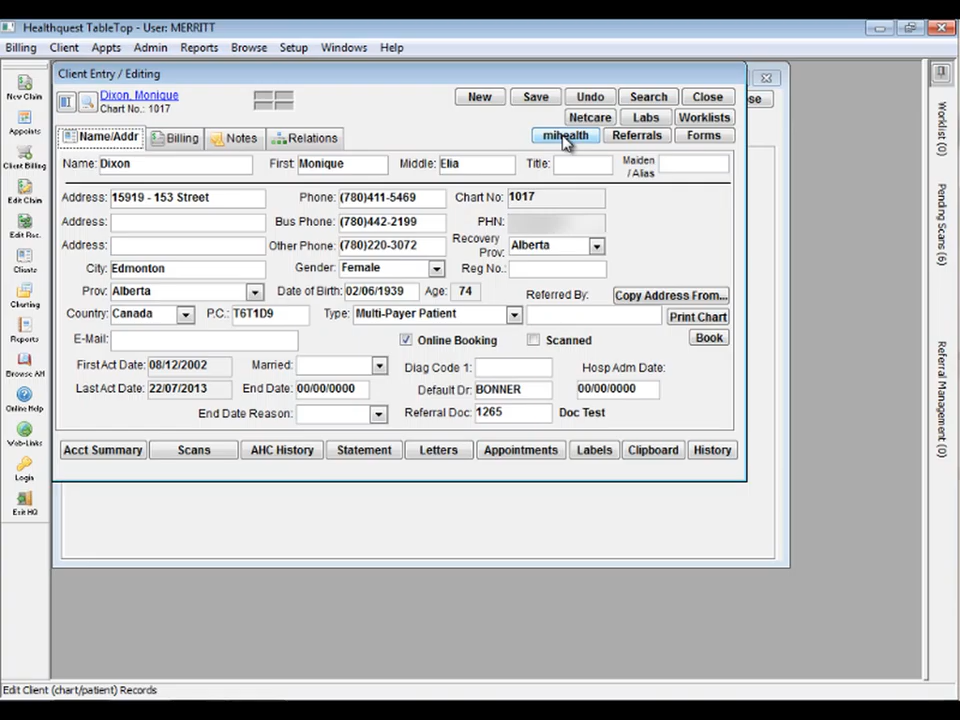 Healthquest TableTop - User: MERRITT
Billing Client Appts Admin Reports Browse Setup Windows Help
Client Entry / Editing
Dixon, Monique
Chart No.: 1017
New Save Undo Search Close
Netcare Labs Worklists
mihealth Referrals Forms
Name/Addr Billing Notes Relations
Name: Dixon First: Monique Middle: Elia Title: Maiden / Alias
Address: 15919 - 153 Street Phone: (780)411-5469 Chart No: 1017
Address: Bus Phone: (780)442-2199 PHN:
Address: Other Phone: (780)220-3072 Recovery Prov: Alberta
City: Edmonton Gender: Female Reg No.:
Prov: Alberta Date of Birth: 02/06/1939 Age: 74 Referred By: Copy Address From...
Country: Canada P.C.: T6T1D9 Type: Multi-Payer Patient Print Chart
E-Mail: Online Booking Scanned Book
First Act Date: 08/12/2002 Married: Diag Code 1: Hosp Adm Date:
Last Act Date: 22/07/2013 End Date: 00/00/0000 Default Dr: BONNER 00/00/0000
End Date Reason: Referral Doc: 1265 Doc Test
Acct Summary Scans AHC History Statement Letters Appointments Labels Clipboard History
New Clain
Appoints
Client Billing
Edit Clain
Edit Rec.
Clients
Charting
Reports
Browse All
Online Help
Web-Links
Login
Exit HQ
Worklist (0)
Pending Scans (6)
Referral Management (0)
Edit Client (chart/patient) Records